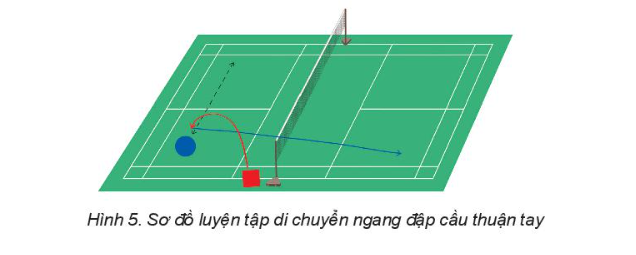 Hình 5. Sơ đồ luyện tập di chuyển ngang đập cầu thuận tay